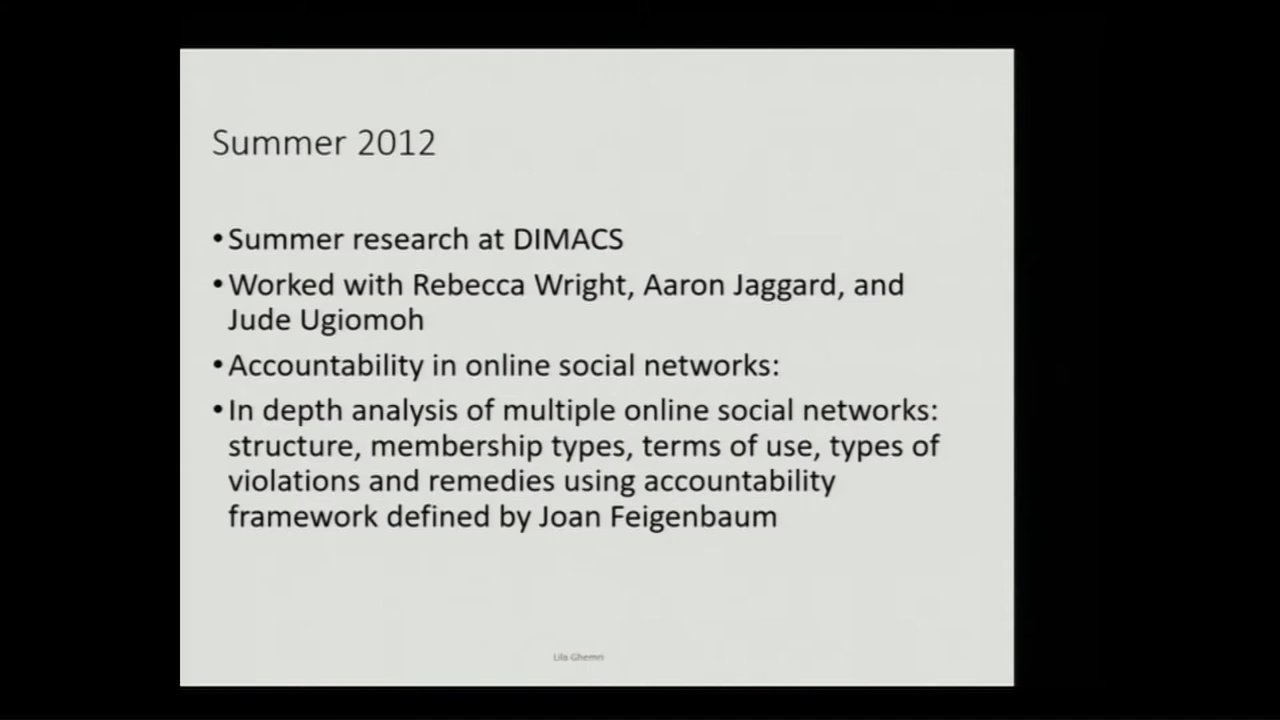 Summer 2012
• Summer research at DIMACS
• Worked with Rebecca Wright, Aaron Jaggard, and
Jude Ugiomoh
• Accountability in online social networks:
• In depth analysis of multiple online social networks:
structure, membership types, terms of use, types of
violations and remedies using accountability
framework defined by Joan Feigenbaum
Lila Ghemri